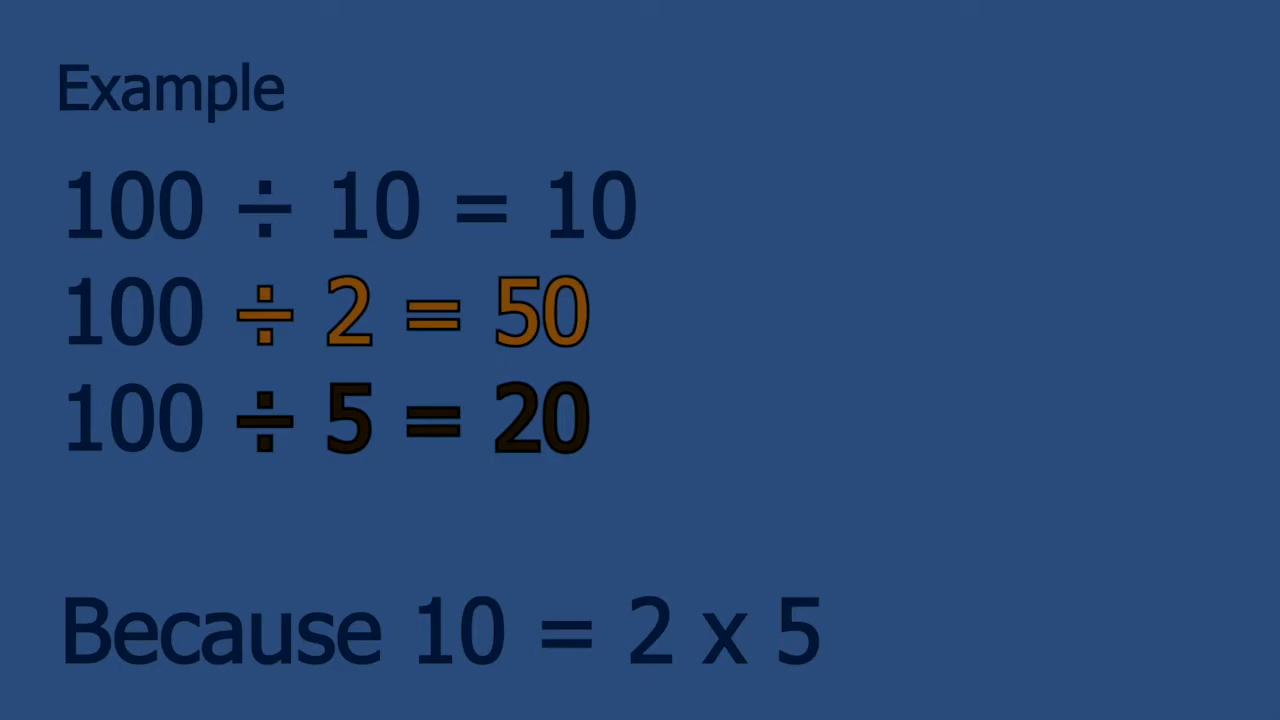 Example
100 ÷ 10 = 10
100 ÷ 2 = 50
100 ÷ 5 = 20
Because 10 = 2 x 5